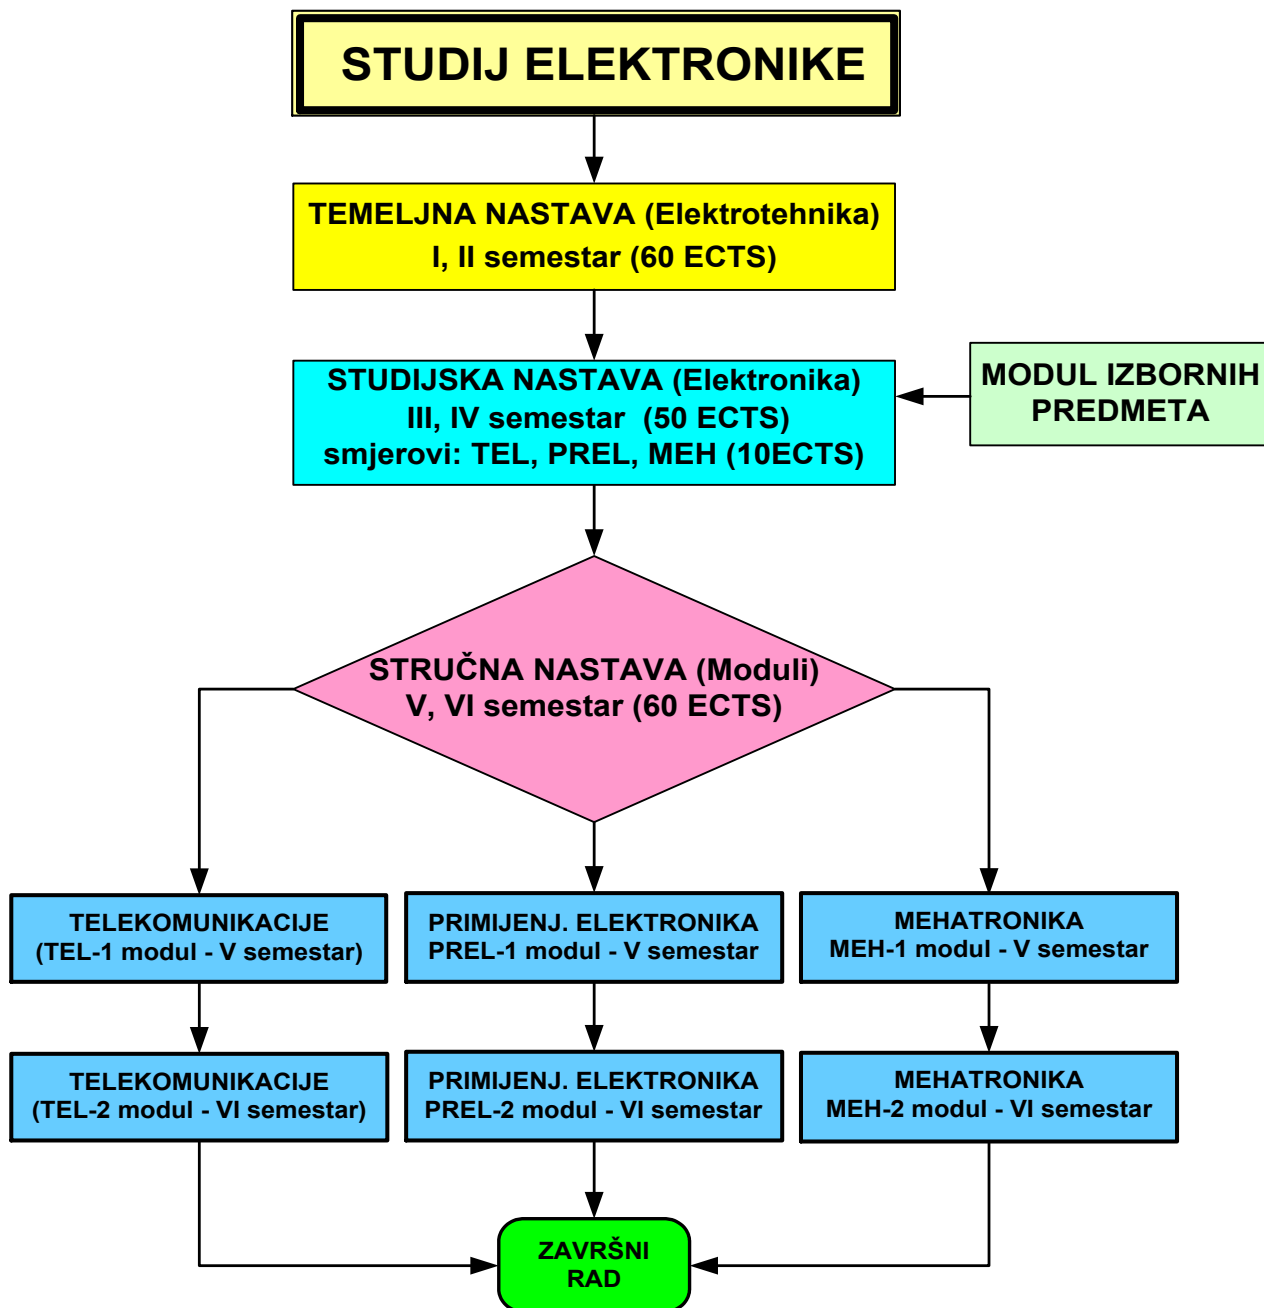 STUDIJ ELEKTRONIKE
TEMELJNA NASTAVA (Elektrotehnika)
I, II semestar (60 ECTS)
STUDIJSKA NASTAVA (Elektronika)
III, IV semestar (50 ECTS)
smjerovi: TEL, PREL, MEH (10ECTS)
MODUL IZBORNIH
PREDMETA
STRUČNA NASTAVA (Moduli)
V, VI semestar (60 ECTS)
TELEKOMUNIKACIJE
(TEL-1 modul - V semestar)
PRIMIJENJ. ELEKTRONIKA
PREL-1 modul - V semestar
MEHATRONIKA
MEH-1 modul - V semestar
TELEKOMUNIKACIJE
(TEL-2 modul - VI semestar)
PRIMIJENJ. ELEKTRONIKA
PREL-2 modul - VI semestar
MEHATRONIKA
MEH-2 modul - VI semestar
ZAVRŠNI
RAD